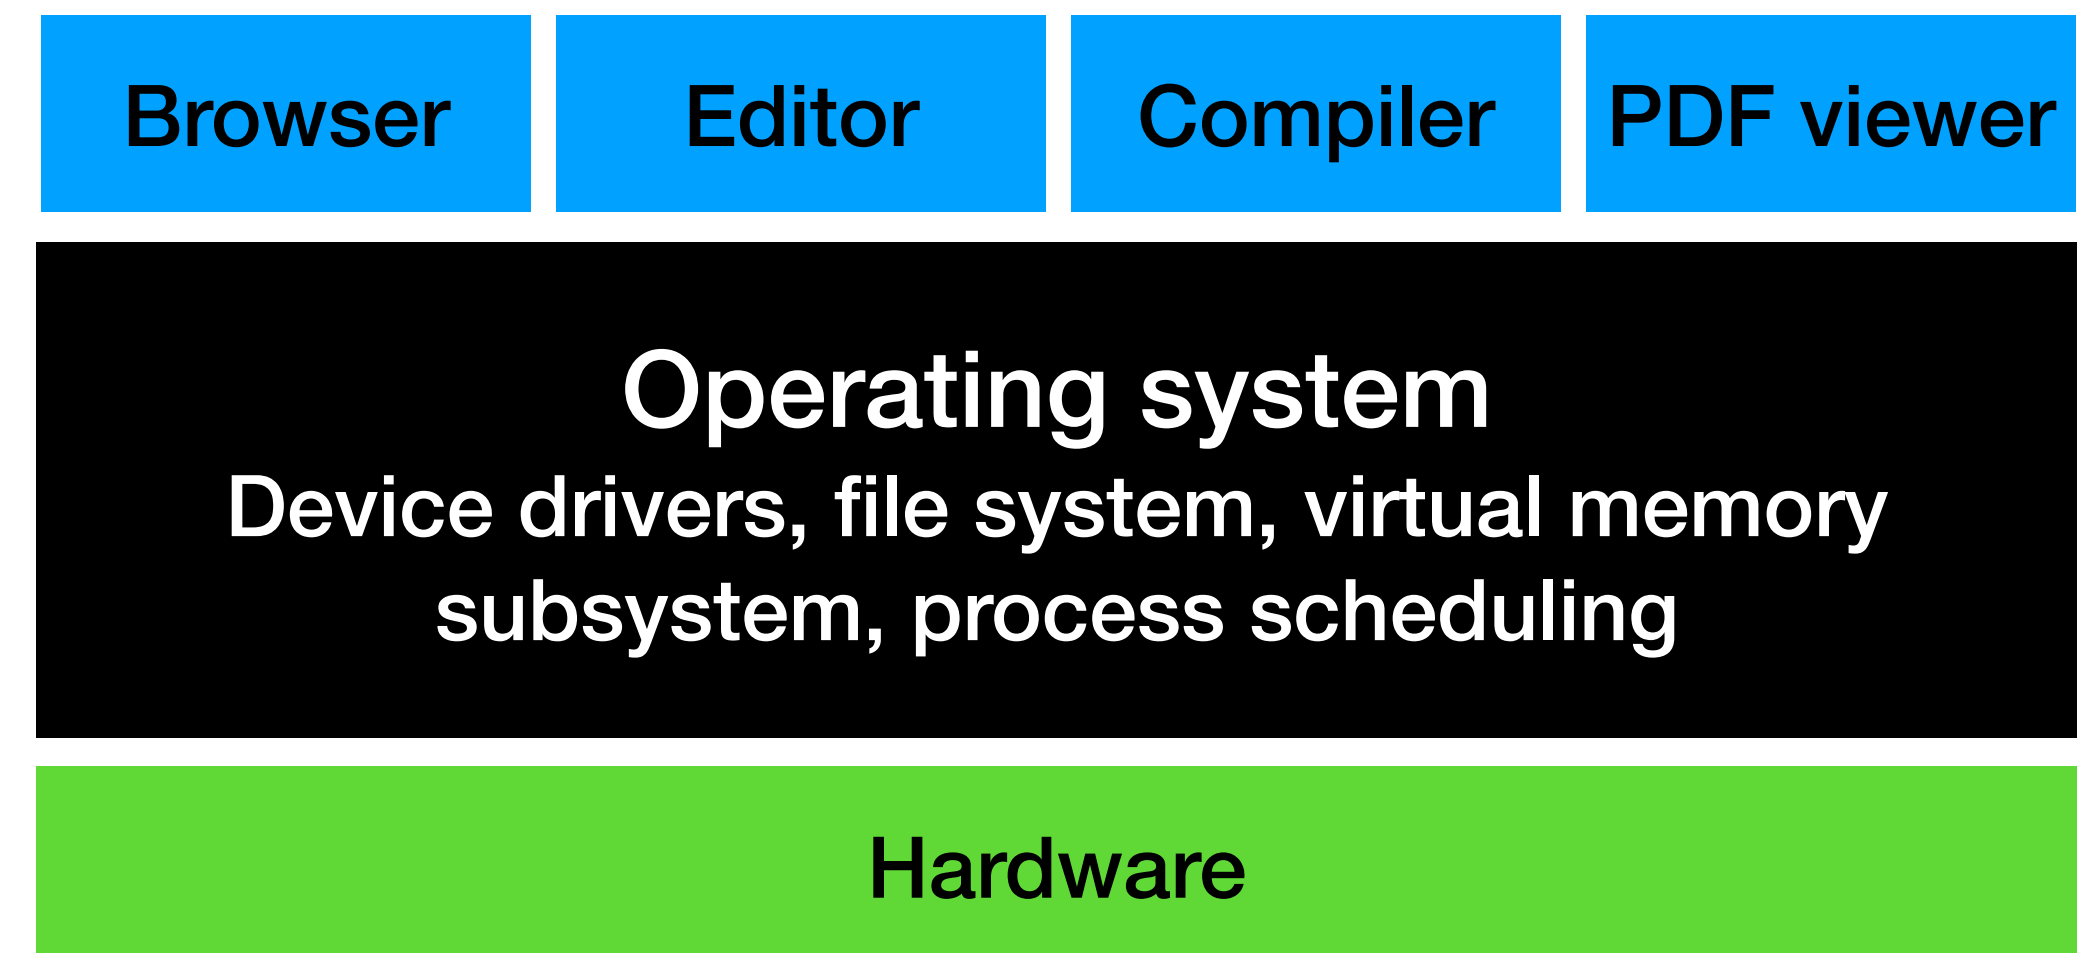 Browser
Editor
Compiler
PDF viewer
Operating system
Device drivers, file system, virtual memory
subsystem, process scheduling
Hardware